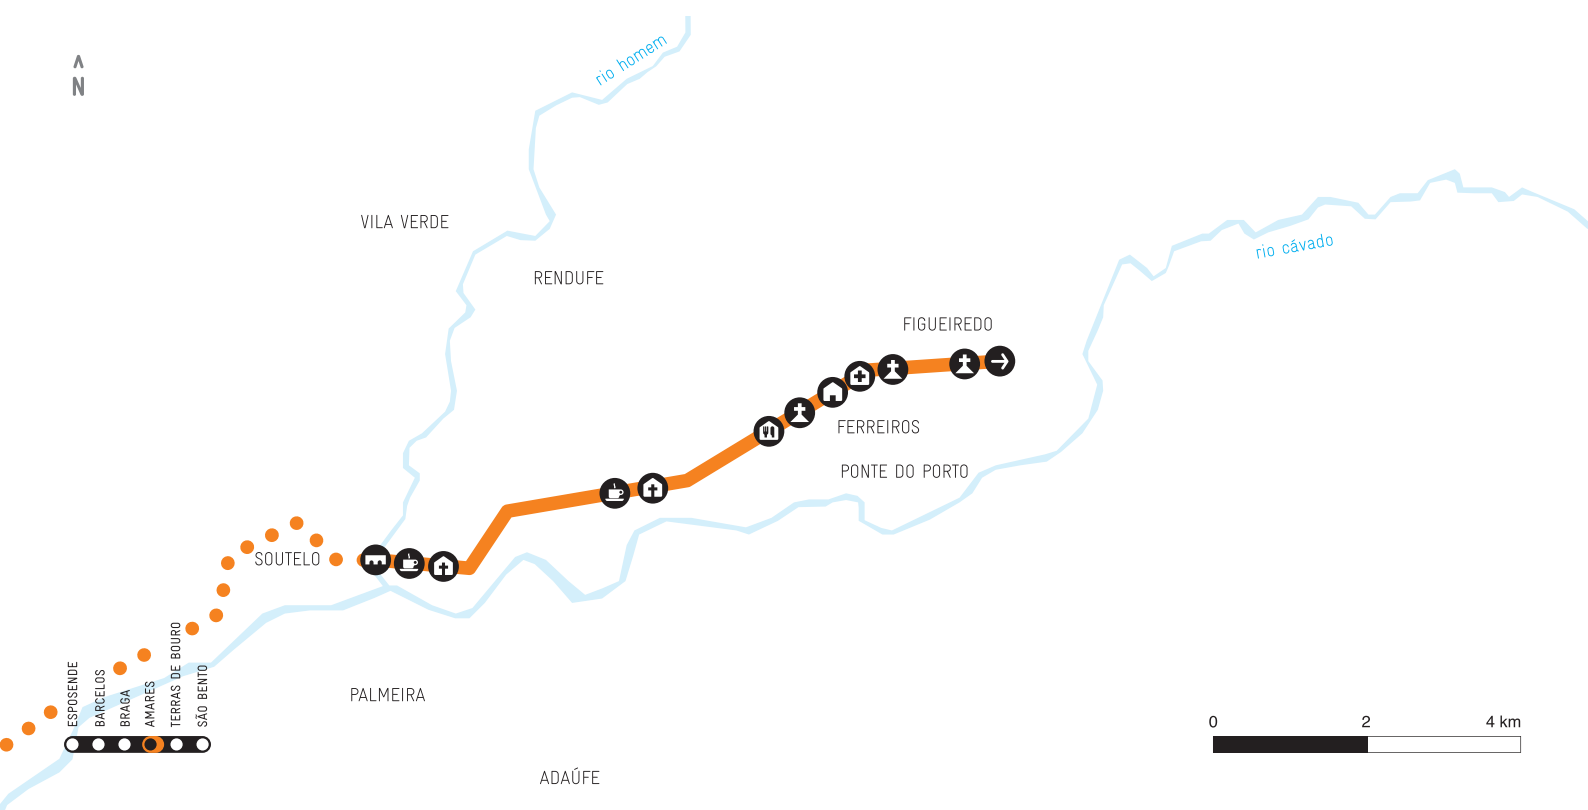 rio homem
^
N
VILA VERDE
rio cávado
RENDUFE
FIGUEIREDO
FERREIROS
PONTE DO PORTO
SOUTELO
ESPOSENDE
BARCELOS
BRAGA
AMARES
TERRAS DE BOURO
SÃO BENTO
PALMEIRA
0 2 4 km
ADAÚFE